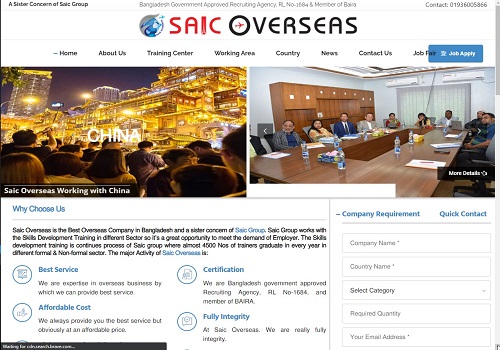 A Sister Concern of Saic Group
Bangladesh Government Approved Recruiting Agency, RL No-1684 & Member of Baira
Contact: 01936005866
SAIC OVERSEAS
Home About Us Training Center Working Area Country News Contact Us Job Fair Job Apply
CHINA
Saic Overseas Working with China
More Details
Why Choose Us
Saic Overseas is the Best Overseas Company in Bangladesh and a sister concern of Saic Group. Saic Group works with
the Skills Development Training in different Sector so it's a great opportunity to meet the demand of Employer. The Skills
development training is continues process of Saic group where almost 4500 Nos of trainers graduate in every year in
different formal & Non-formal sector. The major Activity of Saic Overseas is:
Best Service
We are expertise in overseas business
by which we can provide best service.
Affordable Cost
We always provide you the best service but
obviously at an affordable price.
Certification
We are Bangladesh government approved
Recruiting Agency, RL No-1684, and
member of BAIRA.
Fully Integrity
At Saic Overseas. We are really fully
integrity.
Company Requirement Quick Contact
Company Name *
Country Name *
Select Category
Required Quantity
Your Email Address *
Waiting for cdn.search.brave.com...